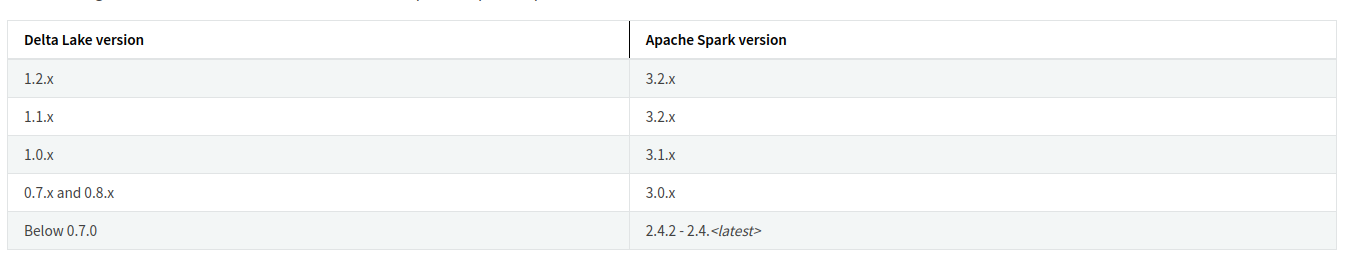 Delta Lake version Apache Spark version
1.2.x 3.2.x
1.1.x 3.2.x
1.0.x 3.1.x
0.7.x and 0.8.x 3.0.x
Below 0.7.0 2.4.2 - 2.4.<latest>